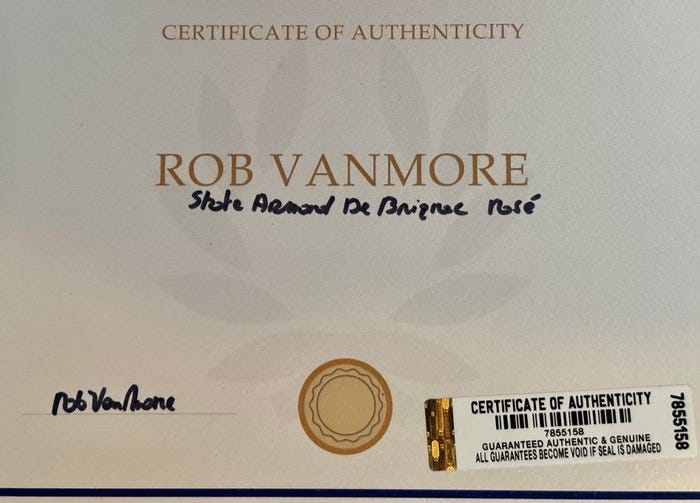 CERTIFICATE OF AUTHENTICITY
ROB VANMORE
Skate Armand De Brignac Rosé
Rob VanMore
CERTIFICATE OF AUTHENTICITY
7855158
7855158
GUARANTEED AUTHENTIC & GENUINE
ALL GUARANTEES BECOME VOID IF SEAL IS DAMAGED